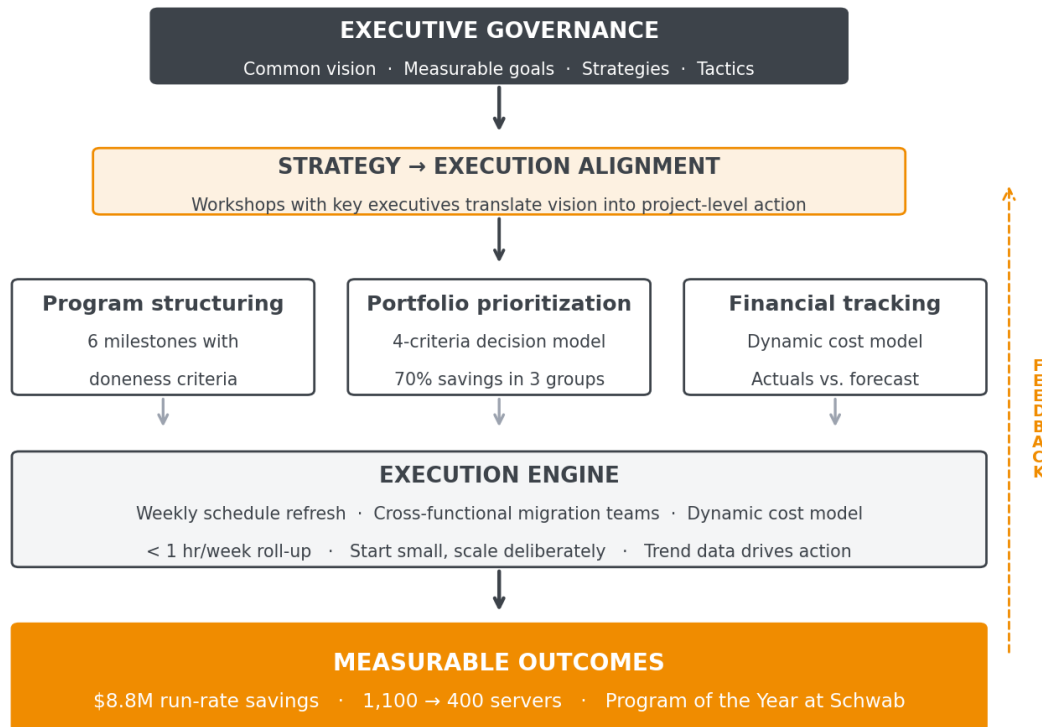 EXECUTIVE GOVERNANCE
Common vision · Measurable goals · Strategies · Tactics
STRATEGY → EXECUTION ALIGNMENT
Workshops with key executives translate vision into project-level action
Program structuring
6 milestones with
doneness criteria
Portfolio prioritization
4-criteria decision model
70% savings in 3 groups
Financial tracking
Dynamic cost model
Actuals vs. forecast
FEEDBACK
EXECUTION ENGINE
Weekly schedule refresh · Cross-functional migration teams · Dynamic cost model
< 1 hr/week roll-up · Start small, scale deliberately · Trend data drives action
MEASURABLE OUTCOMES
$8.8M run-rate savings · 1,100 → 400 servers · Program of the Year at Schwab